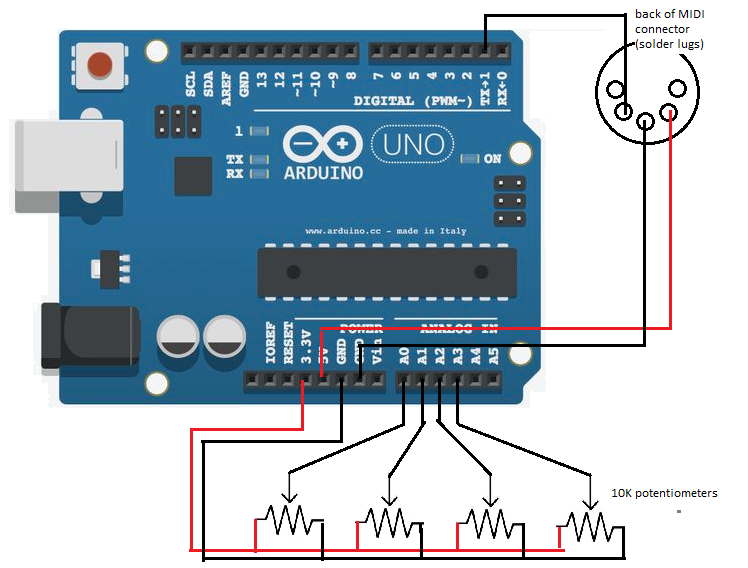 back of MIDI
connector
(solder lugs)
SCL
SDA
AREF
GND
13
12
~11
~10
~9
8
7
6
5
4
3
2
TX→1
RX←0
DIGITAL (PWM~)
1
TX
RX
ARDUINO
UNO
ON
www.arduino.cc - made in Italy
POWER
ANALOG IN
IOREF
RESET
3.3V
5V
GND
GND
Vin
A0
A1
A2
A3
A4
A5
10K potentiometers